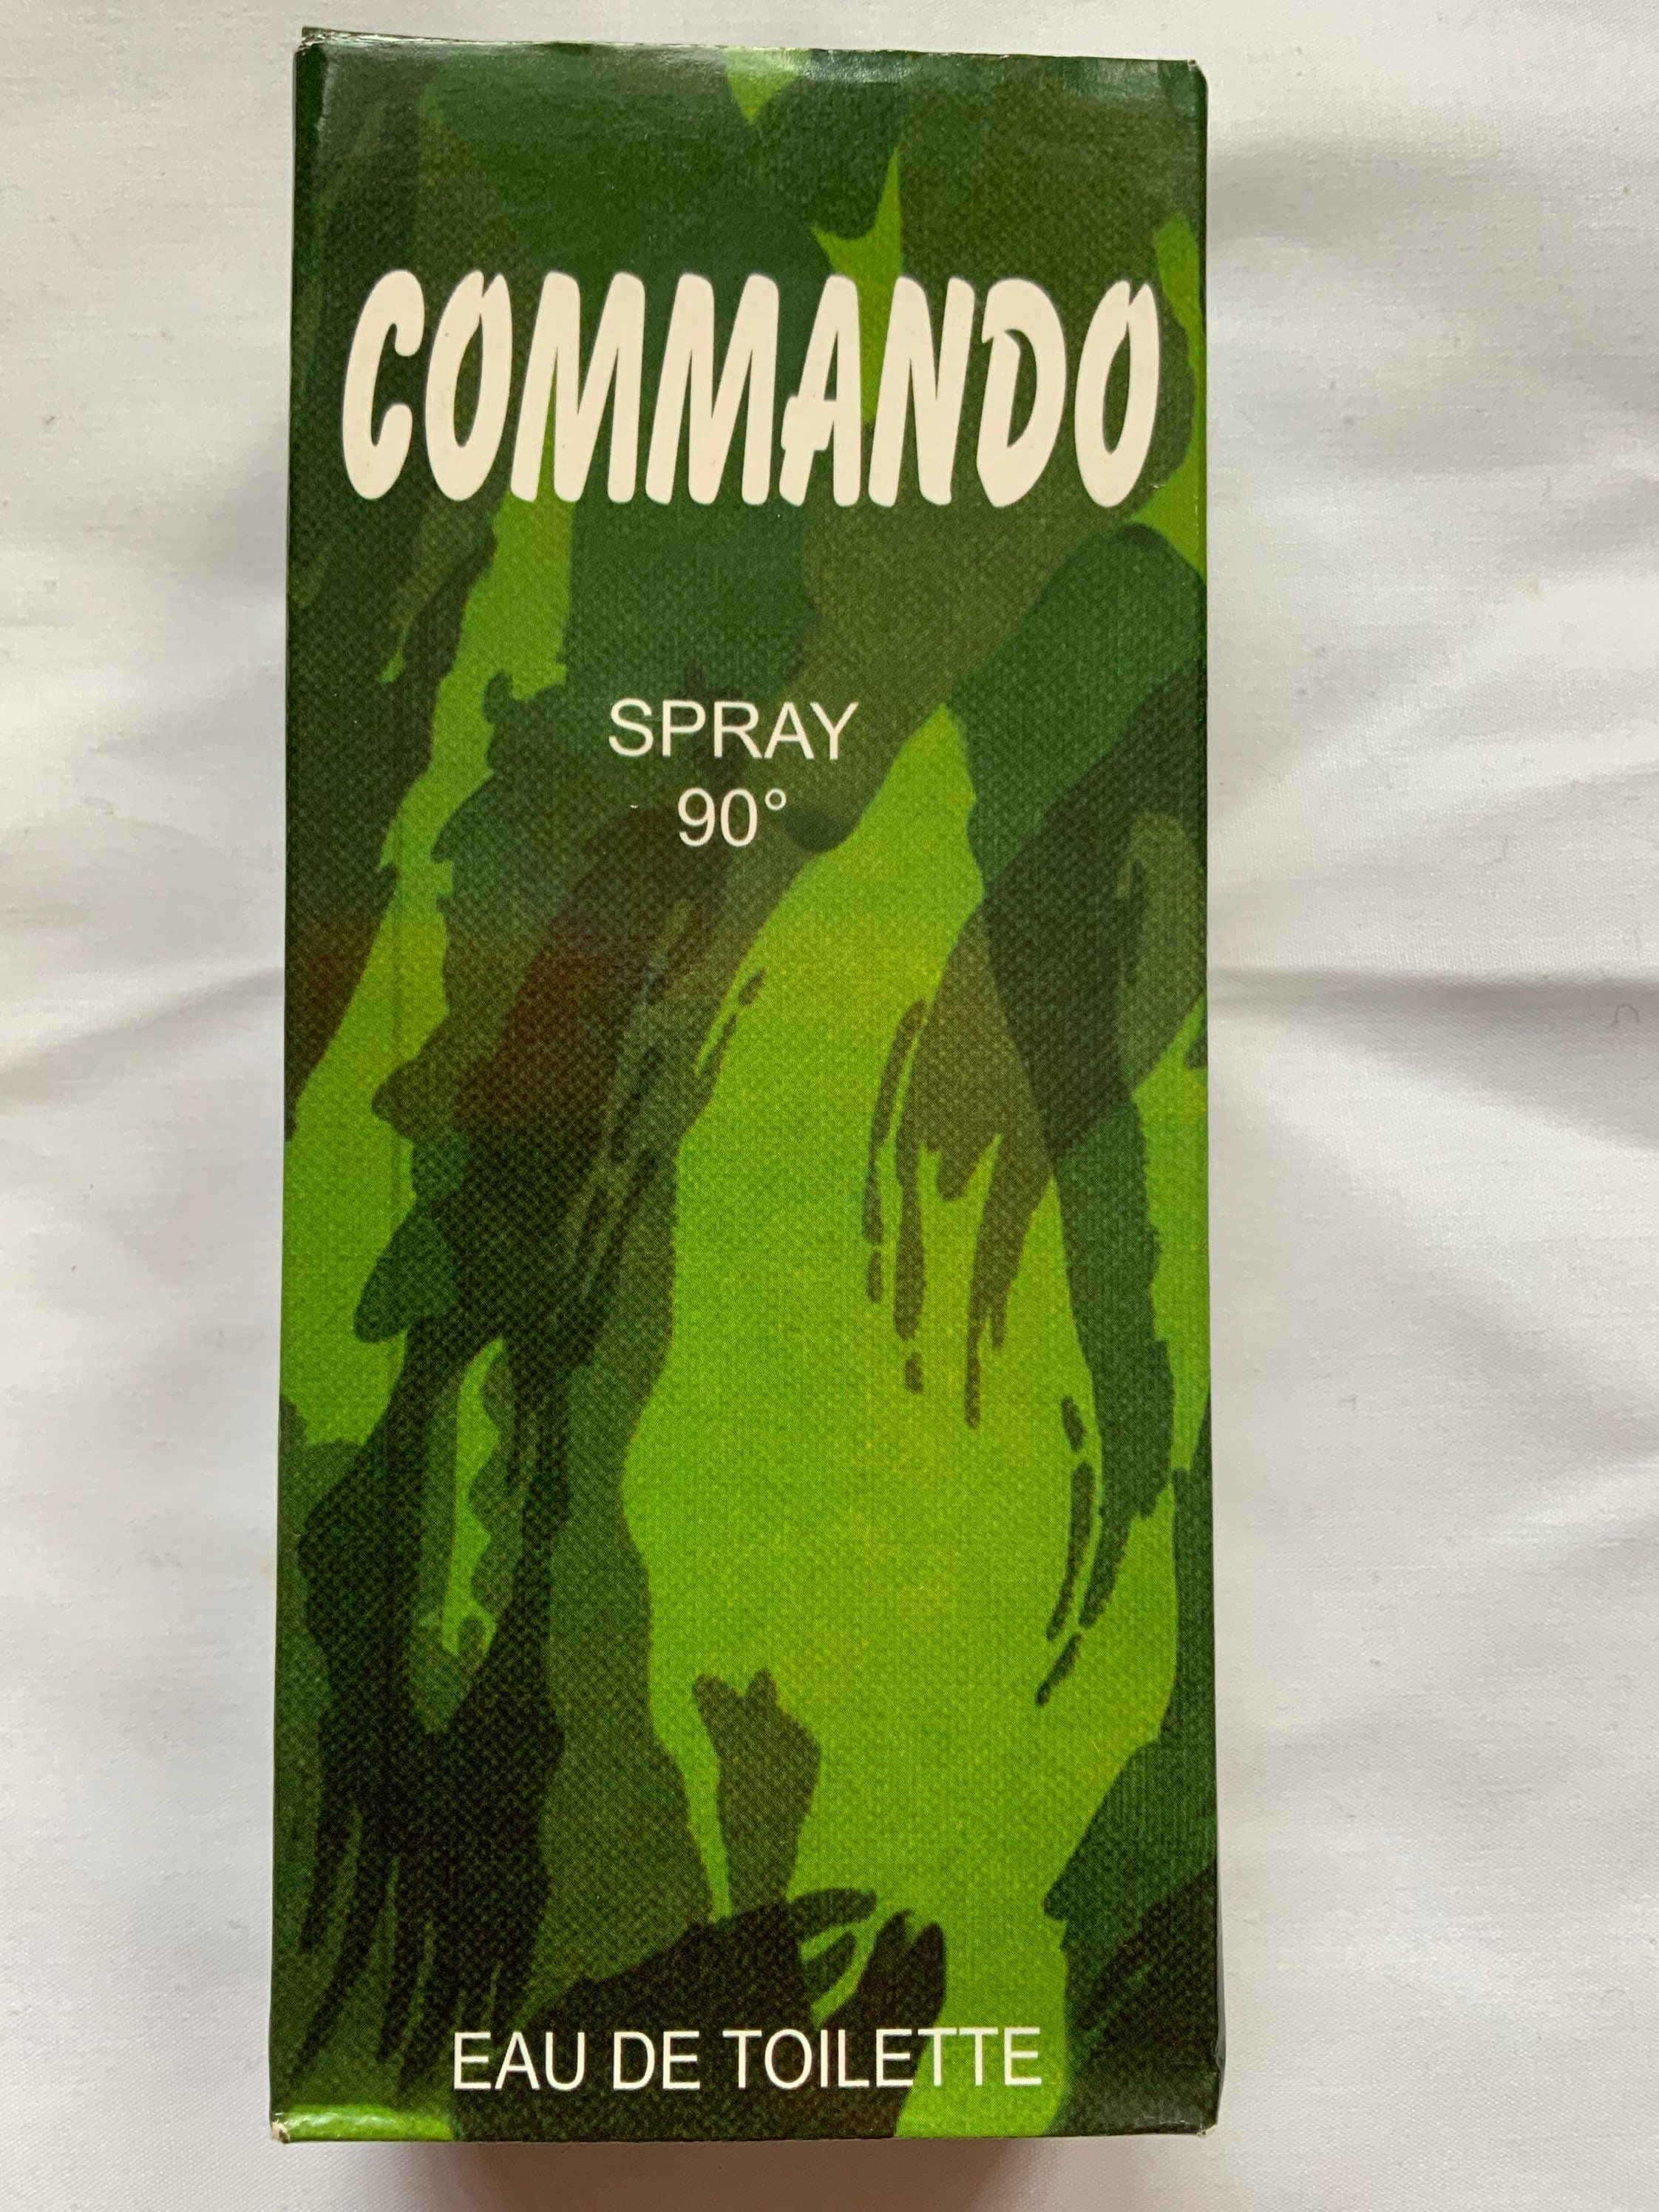 COMMANDO
SPRAY
90°
EAU DE TOILETTE